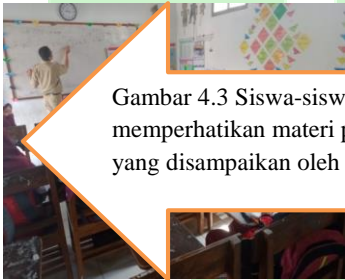 Gambar 4.3 Siswa-sisw
memperhatikan materi p
yang disampaikan oleh